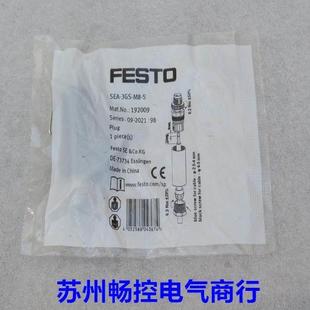 FESTO
SEA-3GS-M8-S
Mat.No.: 192009
Series: 09-2021 98
Plug
1 piece(s)
Festo SE & Co.KG
DE-73734 Esslingen
Made in China
www.festo.com/sp
苏州畅控电气商行